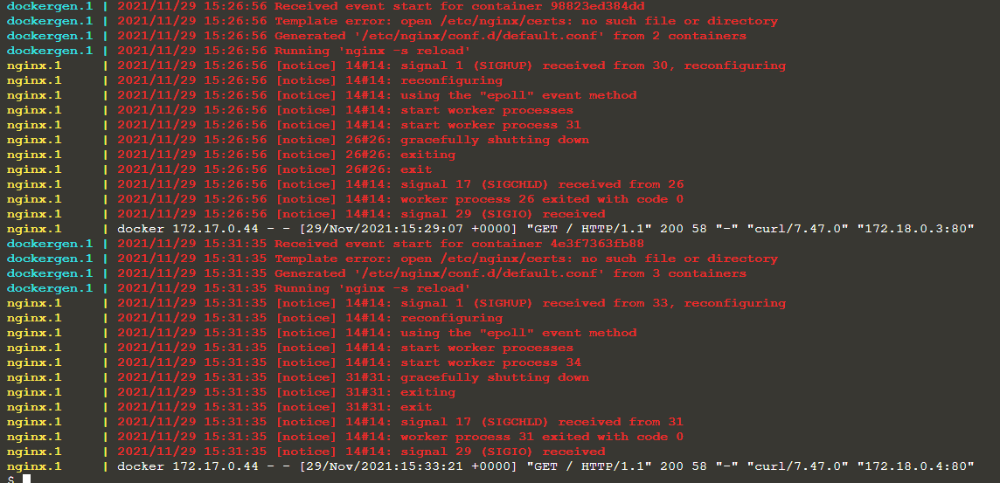 dockergen.1 | 2021/11/29 15:26:56 Received event start for container 98823ed384dd
dockergen.1 | 2021/11/29 15:26:56 Template error: open /etc/nginx/certs: no such file or directory
dockergen.1 | 2021/11/29 15:26:56 Generated '/etc/nginx/conf.d/default.conf' from 2 containers
dockergen.1 | 2021/11/29 15:26:56 Running 'nginx -s reload'
nginx.1     | 2021/11/29 15:26:56 [notice] 14#14: signal 1 (SIGHUP) received from 30, reconfiguring
nginx.1     | 2021/11/29 15:26:56 [notice] 14#14: reconfiguring
nginx.1     | 2021/11/29 15:26:56 [notice] 14#14: using the "epoll" event method
nginx.1     | 2021/11/29 15:26:56 [notice] 14#14: start worker processes
nginx.1     | 2021/11/29 15:26:56 [notice] 14#14: start worker process 31
nginx.1     | 2021/11/29 15:26:56 [notice] 26#26: gracefully shutting down
nginx.1     | 2021/11/29 15:26:56 [notice] 26#26: exiting
nginx.1     | 2021/11/29 15:26:56 [notice] 26#26: exit
nginx.1     | 2021/11/29 15:26:56 [notice] 14#14: signal 17 (SIGCHLD) received from 26
nginx.1     | 2021/11/29 15:26:56 [notice] 14#14: worker process 26 exited with code 0
nginx.1     | 2021/11/29 15:26:56 [notice] 14#14: signal 29 (SIGIO) received
nginx.1     | docker 172.17.0.44 - - [29/Nov/2021:15:29:07 +0000] "GET / HTTP/1.1" 200 58 "-" "curl/7.47.0" "172.18.0.3:80"
dockergen.1 | 2021/11/29 15:31:35 Received event start for container 4e3f7363fb88
dockergen.1 | 2021/11/29 15:31:35 Template error: open /etc/nginx/certs: no such file or directory
dockergen.1 | 2021/11/29 15:31:35 Generated '/etc/nginx/conf.d/default.conf' from 3 containers
dockergen.1 | 2021/11/29 15:31:35 Running 'nginx -s reload'
nginx.1     | 2021/11/29 15:31:35 [notice] 14#14: signal 1 (SIGHUP) received from 33, reconfiguring
nginx.1     | 2021/11/29 15:31:35 [notice] 14#14: reconfiguring
nginx.1     | 2021/11/29 15:31:35 [notice] 14#14: using the "epoll" event method
nginx.1     | 2021/11/29 15:31:35 [notice] 14#14: start worker processes
nginx.1     | 2021/11/29 15:31:35 [notice] 14#14: start worker process 34
nginx.1     | 2021/11/29 15:31:35 [notice] 31#31: gracefully shutting down
nginx.1     | 2021/11/29 15:31:35 [notice] 31#31: exiting
nginx.1     | 2021/11/29 15:31:35 [notice] 31#31: exit
nginx.1     | 2021/11/29 15:31:35 [notice] 14#14: signal 17 (SIGCHLD) received from 31
nginx.1     | 2021/11/29 15:31:35 [notice] 14#14: worker process 31 exited with code 0
nginx.1     | 2021/11/29 15:31:35 [notice] 14#14: signal 29 (SIGIO) received
nginx.1     | docker 172.17.0.44 - - [29/Nov/2021:15:33:21 +0000] "GET / HTTP/1.1" 200 58 "-" "curl/7.47.0" "172.18.0.4:80"
$